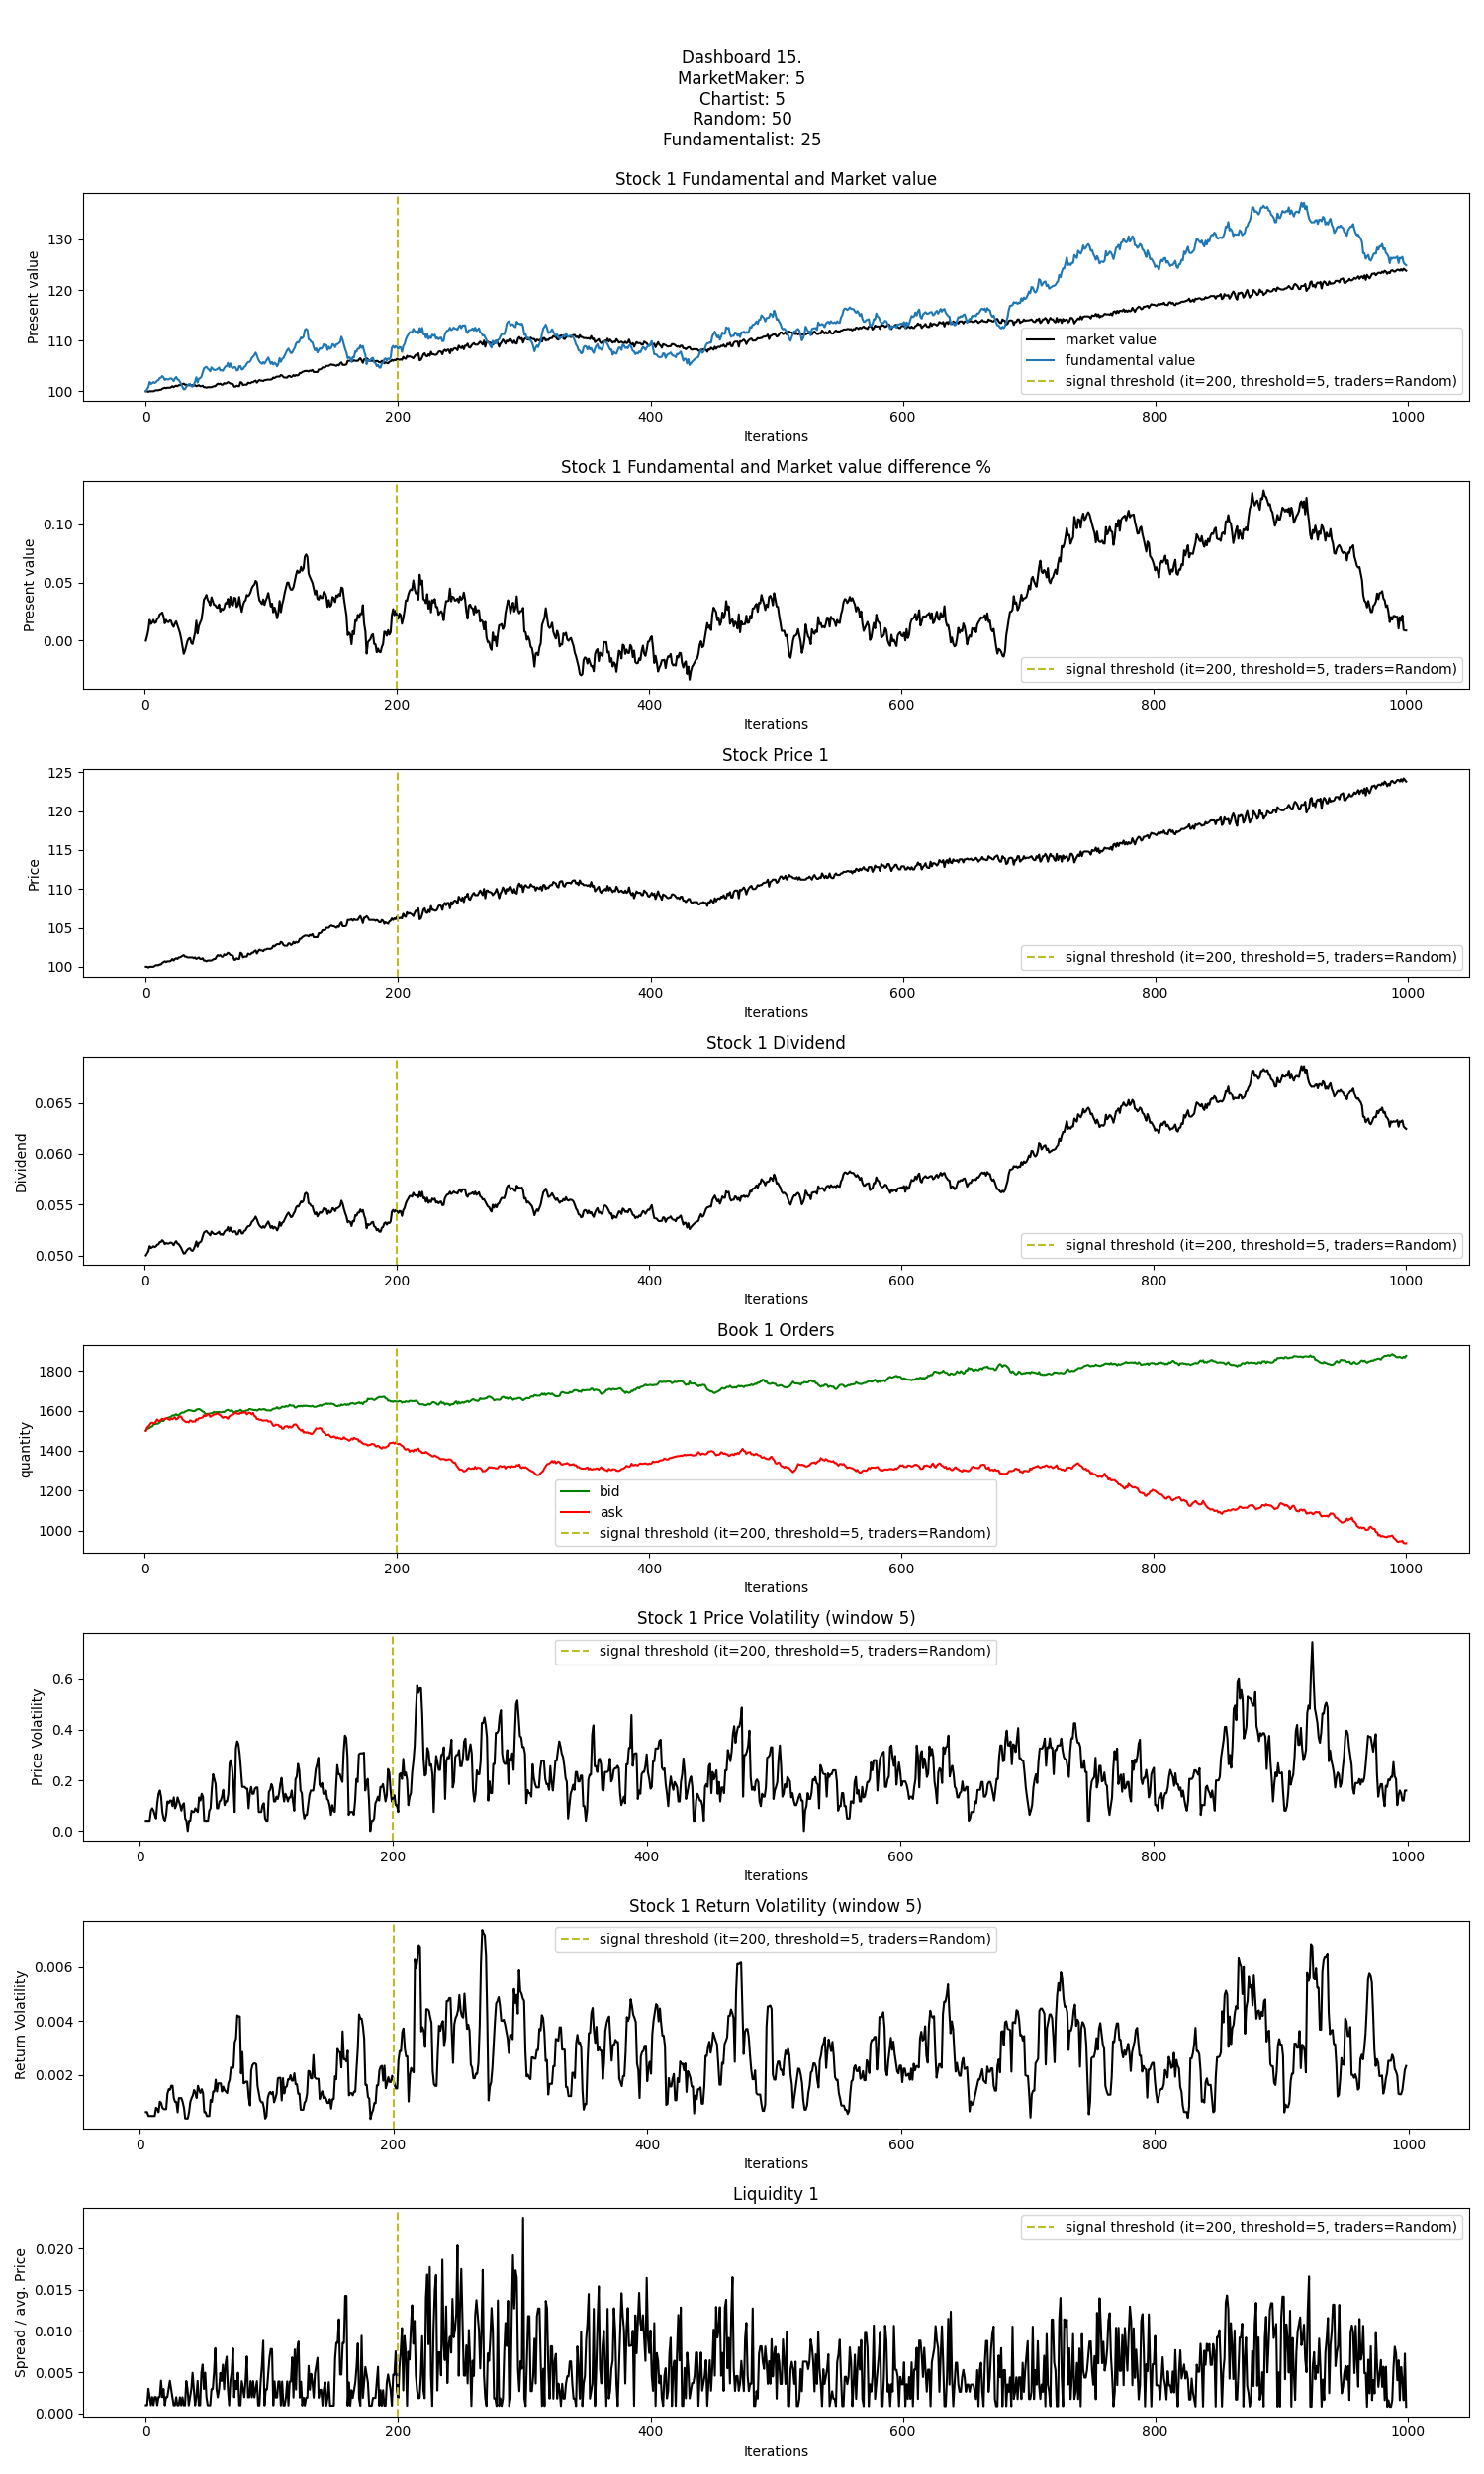 Dashboard 15.
MarketMaker: 5
Chartist: 5
Random: 50
Fundamentalist: 25
Stock 1 Fundamental and Market value
Present value
130
120
110
100
market value
fundamental value
signal threshold (it=200, threshold=5, traders=Random)
0 200 400 600 800 1000
Iterations
Stock 1 Fundamental and Market value difference %
Present value
0.10
0.05
0.00
signal threshold (it=200, threshold=5, traders=Random)
0 200 400 600 800 1000
Iterations
Stock Price 1
Price
125
120
115
110
105
100
signal threshold (it=200, threshold=5, traders=Random)
0 200 400 600 800 1000
Iterations
Stock 1 Dividend
Dividend
0.065
0.060
0.055
0.050
signal threshold (it=200, threshold=5, traders=Random)
0 200 400 600 800 1000
Iterations
Book 1 Orders
quantity
1800
1600
1400
1200
1000
bid
ask
signal threshold (it=200, threshold=5, traders=Random)
0 200 400 600 800 1000
Iterations
Stock 1 Price Volatility (window 5)
Price Volatility
signal threshold (it=200, threshold=5, traders=Random)
0.6
0.4
0.2
0.0
0 200 400 600 800 1000
Iterations
Stock 1 Return Volatility (window 5)
Return Volatility
signal threshold (it=200, threshold=5, traders=Random)
0.006
0.004
0.002
0 200 400 600 800 1000
Iterations
Liquidity 1
Spread / avg. Price
signal threshold (it=200, threshold=5, traders=Random)
0.020
0.015
0.010
0.005
0.000
0 200 400 600 800 1000
Iterations